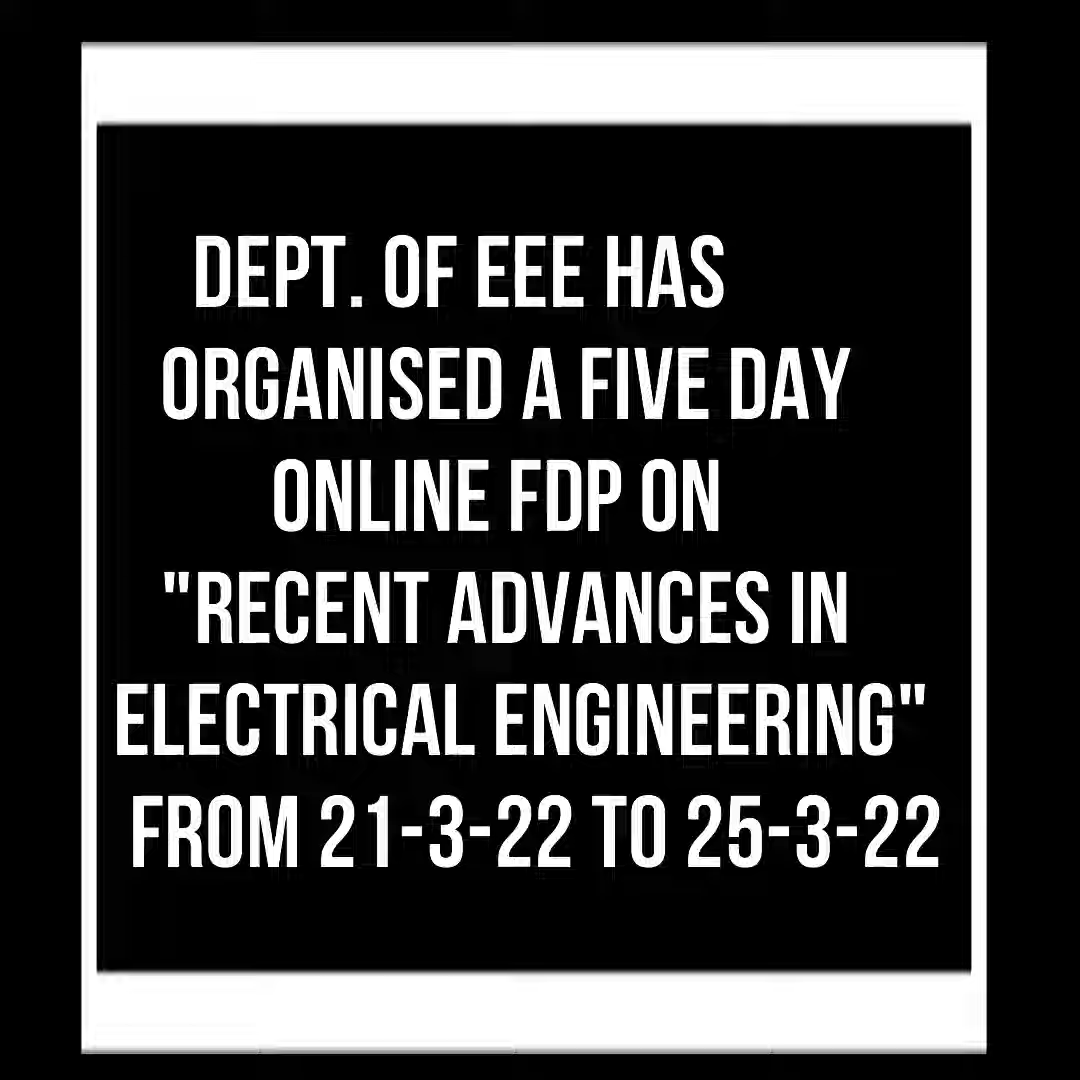 DEPT. OF EEE HAS
ORGANISED A FIVE DAY
ONLINE FDP ON
"RECENT ADVANCES IN
ELECTRICAL ENGINEERING"
FROM 21-3-22 TO 25-3-22